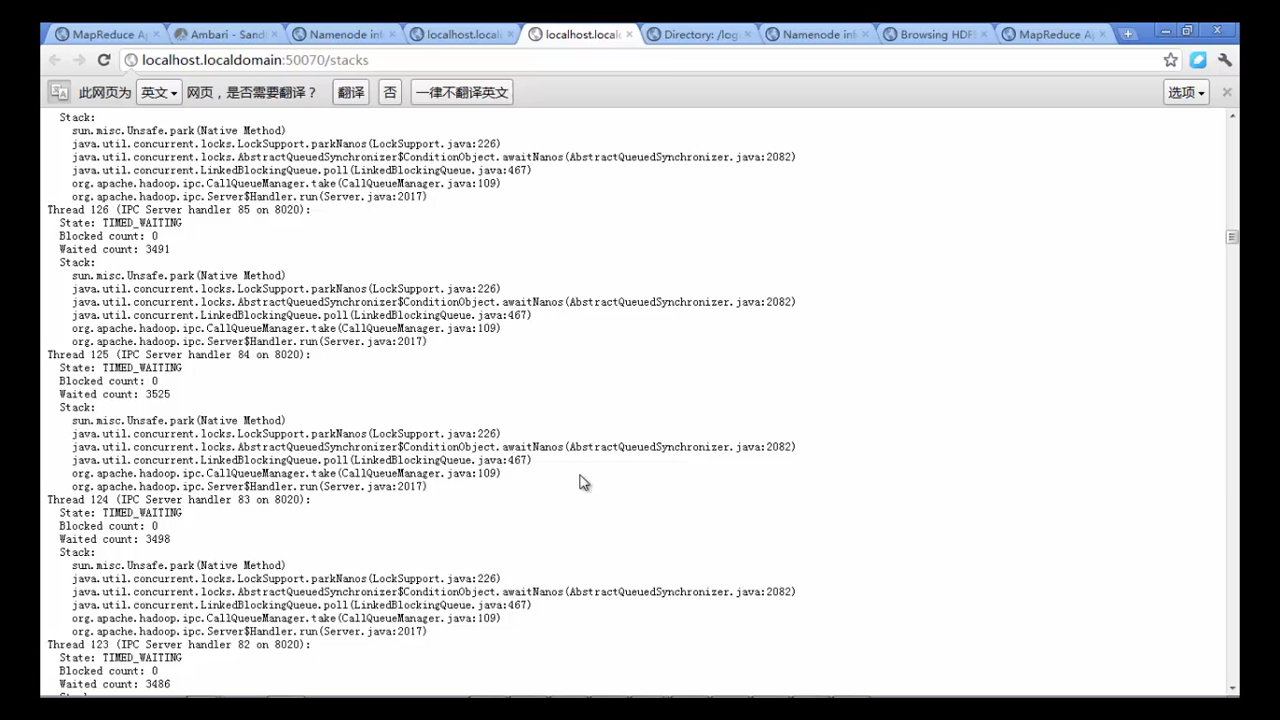 MapReduce Ap
Ambari - Sand
Namenode inf
localhost.local
localhost.local
Directory: /log
Namenode inf
Browsing HDFS
MapReduce Ap
localhost.localdomain:50070/stacks
此网页为 英文 网页，是否需要翻译？ 翻译 否 一律不翻译英文 选项
Stack:
sun.misc.Unsafe.park(Native Method)
java.util.concurrent.locks.LockSupport.parkNanos(LockSupport.java:226)
java.util.concurrent.locks.AbstractQueuedSynchronizer$ConditionObject.awaitNanos(AbstractQueuedSynchronizer.java:2082)
java.util.concurrent.LinkedBlockingQueue.poll(LinkedBlockingQueue.java:467)
org.apache.hadoop.ipc.CallQueueManager.take(CallQueueManager.java:109)
org.apache.hadoop.ipc.Server$Handler.run(Server.java:2017)
Thread 126 (IPC Server handler 85 on 8020):
State: TIMED_WAITING
Blocked count: 0
Waited count: 3491
Stack:
sun.misc.Unsafe.park(Native Method)
java.util.concurrent.locks.LockSupport.parkNanos(LockSupport.java:226)
java.util.concurrent.locks.AbstractQueuedSynchronizer$ConditionObject.awaitNanos(AbstractQueuedSynchronizer.java:2082)
java.util.concurrent.LinkedBlockingQueue.poll(LinkedBlockingQueue.java:467)
org.apache.hadoop.ipc.CallQueueManager.take(CallQueueManager.java:109)
org.apache.hadoop.ipc.Server$Handler.run(Server.java:2017)
Thread 125 (IPC Server handler 84 on 8020):
State: TIMED_WAITING
Blocked count: 0
Waited count: 3525
Stack:
sun.misc.Unsafe.park(Native Method)
java.util.concurrent.locks.LockSupport.parkNanos(LockSupport.java:226)
java.util.concurrent.locks.AbstractQueuedSynchronizer$ConditionObject.awaitNanos(AbstractQueuedSynchronizer.java:2082)
java.util.concurrent.LinkedBlockingQueue.poll(LinkedBlockingQueue.java:467)
org.apache.hadoop.ipc.CallQueueManager.take(CallQueueManager.java:109)
org.apache.hadoop.ipc.Server$Handler.run(Server.java:2017)
Thread 124 (IPC Server handler 83 on 8020):
State: TIMED_WAITING
Blocked count: 0
Waited count: 3498
Stack:
sun.misc.Unsafe.park(Native Method)
java.util.concurrent.locks.LockSupport.parkNanos(LockSupport.java:226)
java.util.concurrent.locks.AbstractQueuedSynchronizer$ConditionObject.awaitNanos(AbstractQueuedSynchronizer.java:2082)
java.util.concurrent.LinkedBlockingQueue.poll(LinkedBlockingQueue.java:467)
org.apache.hadoop.ipc.CallQueueManager.take(CallQueueManager.java:109)
org.apache.hadoop.ipc.Server$Handler.run(Server.java:2017)
Thread 123 (IPC Server handler 82 on 8020):
State: TIMED_WAITING
Blocked count: 0
Waited count: 3486